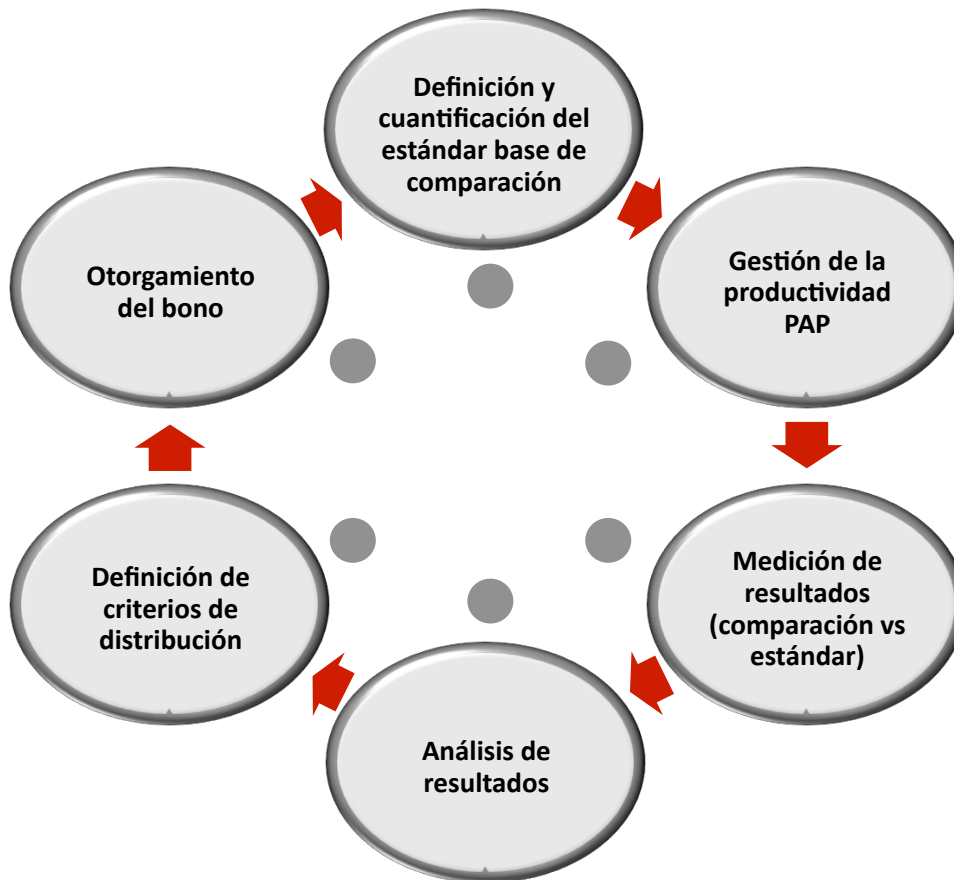 Definición y
cuantificación del
estándar base de
comparación
Gestión de la
productividad
PAP
Medición de
resultados
(comparación vs
estándar)
Análisis de
resultados
Definición de
criterios de
distribución
Otorgamiento
del bono